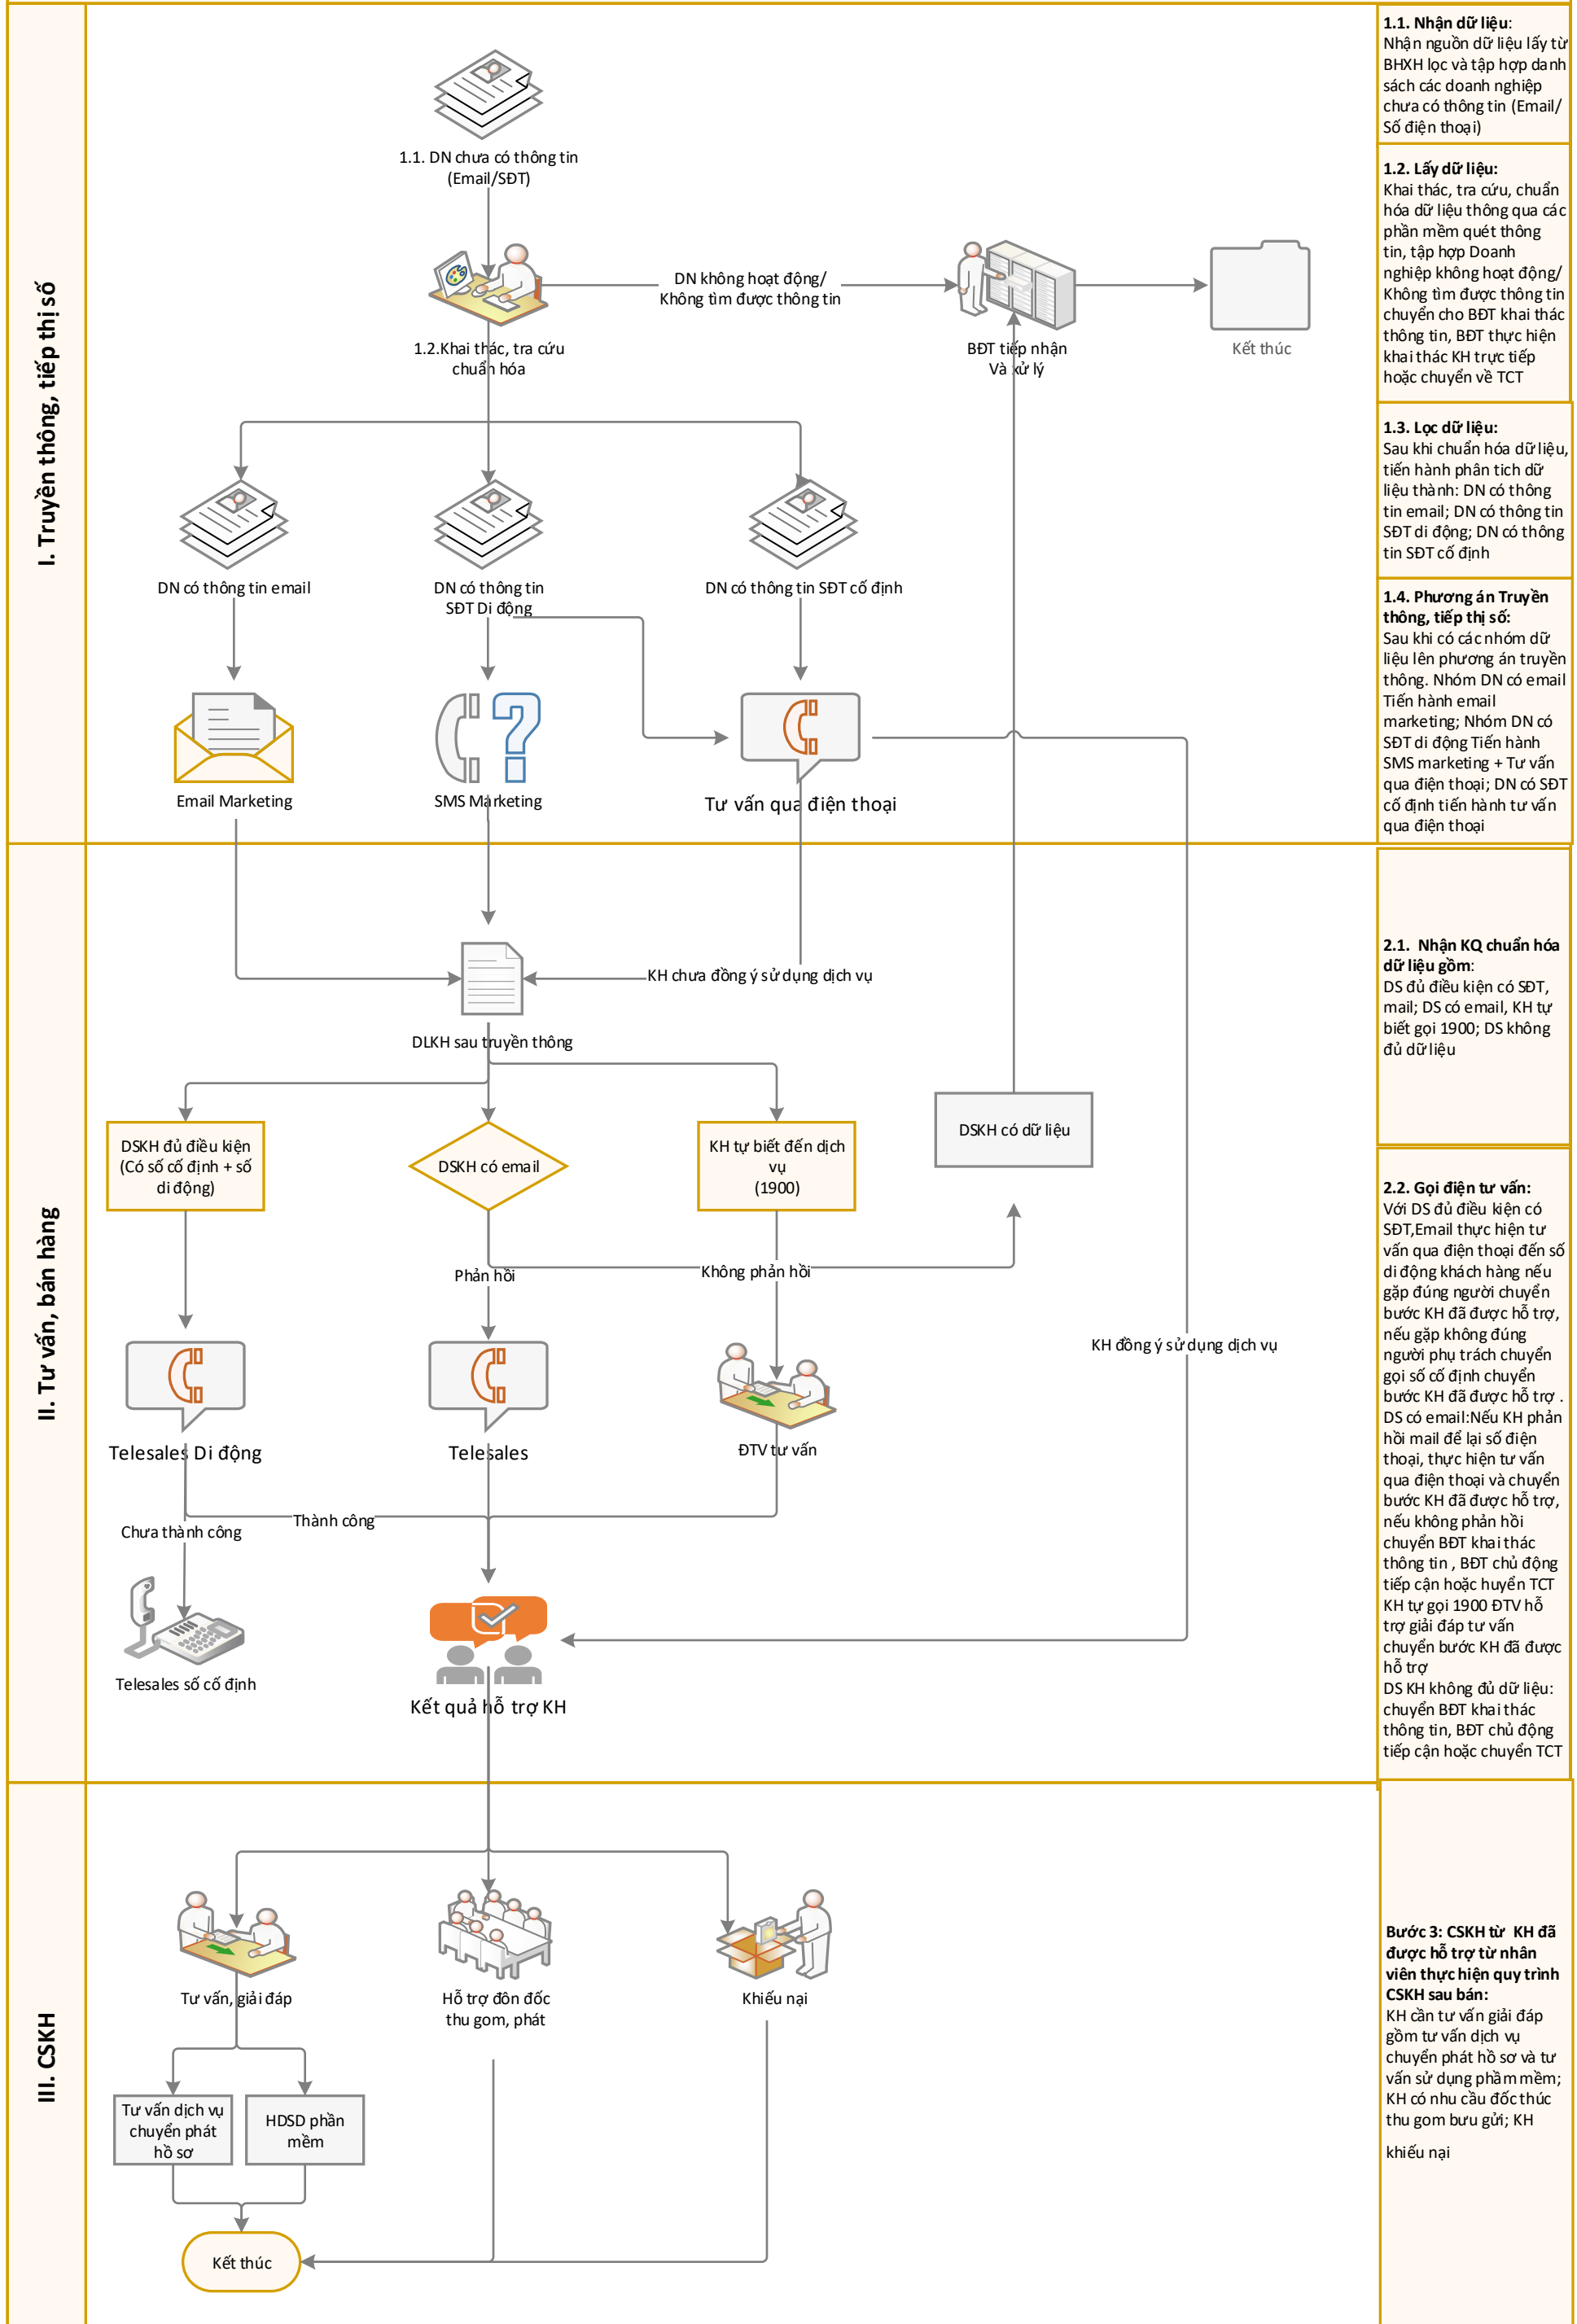 I. Truyền thông, tiếp thị số
1.1. DN chưa có thông tin
(Email/SĐT)
1.2.Khai thác, tra cứu
chuẩn hóa
DN không hoạt động/
Không tìm được thông tin
BĐT tiếp nhận
Và xử lý
Kết thúc
DN có thông tin email
DN có thông tin
SĐT Di động
DN có thông tin SĐT cố định
Email Marketing
SMS Marketing
Tư vấn qua điện thoại
1.1. Nhận dữ liệu:
Nhận nguồn dữ liệu lấy từ
BHXH lọc và tập hợp danh
sách các doanh nghiệp
chưa có thông tin (Email/
Số điện thoại)
1.2. Lấy dữ liệu:
Khai thác, tra cứu, chuẩn
hóa dữ liệu thông qua các
phần mềm quét thông
tin, tập hợp Doanh
nghiệp không hoạt động/
Không tìm được thông tin
chuyển cho BĐT khai thác
thông tin, BĐT thực hiện
khai thác KH trực tiếp
hoặc chuyển về TCT
1.3. Lọc dữ liệu:
Sau khi chuẩn hóa dữ liệu,
tiến hành phân tich dữ
liệu thành: DN có thông
tin email; DN có thông tin
SĐT di động; DN có thông
tin SĐT cố định
1.4. Phương án Truyền
thông, tiếp thị số:
Sau khi có các nhóm dữ
liệu lên phương án truyền
thông. Nhóm DN có email
Tiến hành email
marketing; Nhóm DN có
SĐT di động Tiến hành
SMS marketing + Tư vấn
qua điện thoại; DN có SĐT
cố định tiến hành tư vấn
qua điện thoại
II. Tư vấn, bán hàng
KH chưa đồng ý sử dụng dịch vụ
DLKH sau truyền thông
DSKH đủ điều kiện
(Có số cố định + số
di động)
DSKH có email
KH tự biết đến dịch
vụ
(1900)
DSKH có dữ liệu
Phản hồi
Không phản hồi
KH đồng ý sử dụng dịch vụ
Telesales Di động
Telesales
ĐTV tư vấn
Chưa thành công
Thành công
Telesales số cố định
Kết quả hỗ trợ KH
2.1. Nhận KQ chuẩn hóa
dữ liệu gồm:
DS đủ điều kiện có SĐT,
mail; DS có email, KH tự
biết gọi 1900; DS không
đủ dữ liệu
2.2. Gọi điện tư vấn:
Với DS đủ điều kiện có
SĐT,Email thực hiện tư
vấn qua điện thoại đến số
di động khách hàng nếu
gặp đúng người chuyển
bước KH đã được hỗ trợ,
nếu gặp không đúng
người phụ trách chuyển
gọi số cố định chuyển
bước KH đã được hỗ trợ .
DS có email:Nếu KH phản
hồi mail để lại số điện
thoại, thực hiện tư vấn
qua điện thoại và chuyển
bước KH đã được hỗ trợ,
nếu không phản hồi
chuyển BĐT khai thác
thông tin , BĐT chủ động
tiếp cận hoặc huyển TCT
KH tự gọi 1900 ĐTV hỗ
trợ giải đáp tư vấn
chuyển bước KH đã được
hỗ trợ
DS KH không đủ dữ liệu:
chuyển BĐT khai thác
thông tin, BĐT chủ động
tiếp cận hoặc chuyển TCT
III. CSKH
Tư vấn, giải đáp
Hỗ trợ đôn đốc
thu gom, phát
Khiếu nại
Tư vấn dịch vụ
chuyển phát
hồ sơ
HDSD phần
mềm
Kết thúc
Bước 3: CSKH từ KH đã
được hỗ trợ từ nhân
viên thực hiện quy trình
CSKH sau bán:
KH cần tư vấn giải đáp
gồm tư vấn dịch vụ
chuyển phát hồ sơ và tư
vấn sử dụng phầm mềm;
KH có nhu cầu đốc thúc
thu gom bưu gửi; KH
khiếu nại